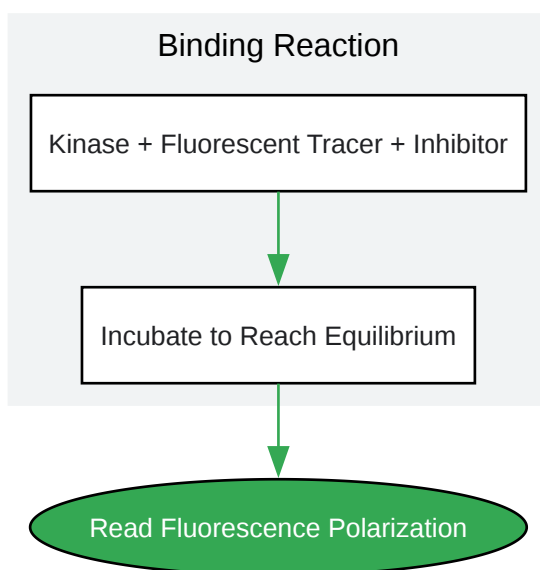 Binding Reaction
Kinase + Fluorescent Tracer + Inhibitor
Incubate to Reach Equilibrium
Read Fluorescence Polarization